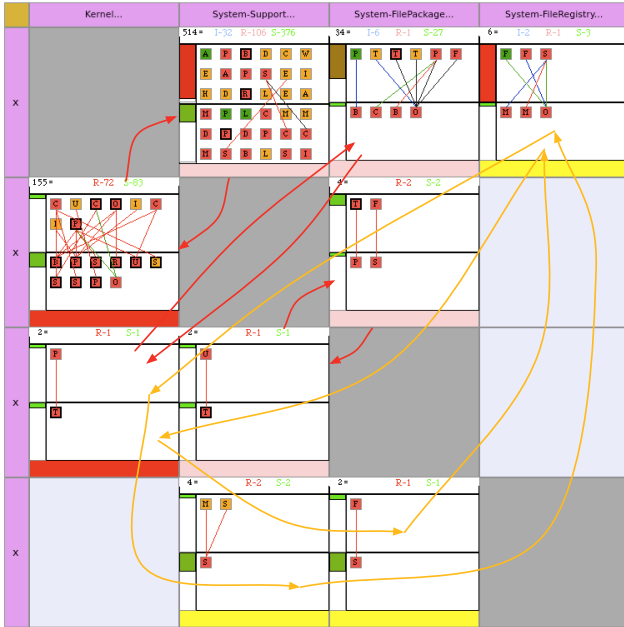 Kernel... System-Support... System-FilePackage... System-FileRegistry...
514= I-32 R-106 S-376 34= I-6 R-1 S-27 6= I-2 R-1 S-3
A P B D C W P T T T P F F F S
E A P S E I
X
H D R L E A
M P L C M M B C B O M M O
D P D P C C
M S B L S I
155= R-72 S-83 4= R-2 S-2
C U C O I C T F
I F
X
S R U S P S
S S F O
2= R-1 S-1 2= R-1 S-1
P U
X
T T
4= R-2 S-2 2= R-1 S-1
M S F
X
S S